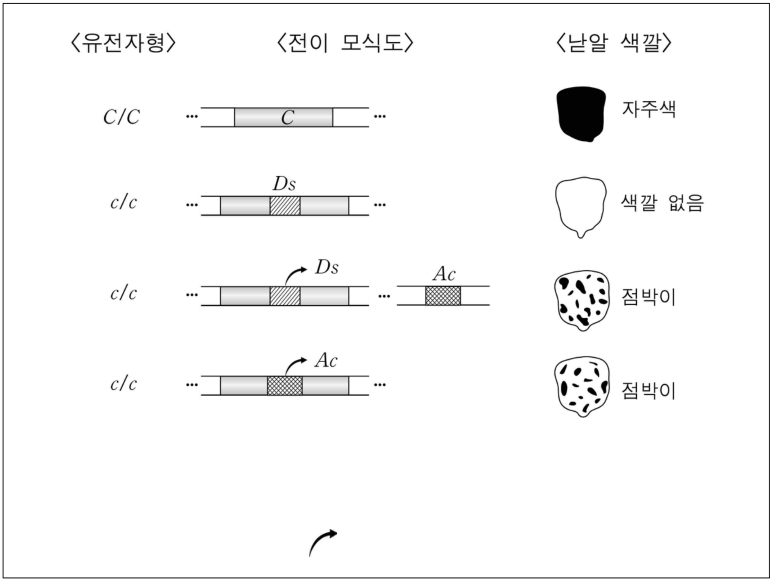 〈유전자형〉 〈전이 모식도〉 〈낟알 색깔〉
C/C ... C ... 자주색
Ds
c/c ... ... 색깔 없음
Ds Ac
c/c ... ... 점박이
Ac
c/c ... ... 점박이